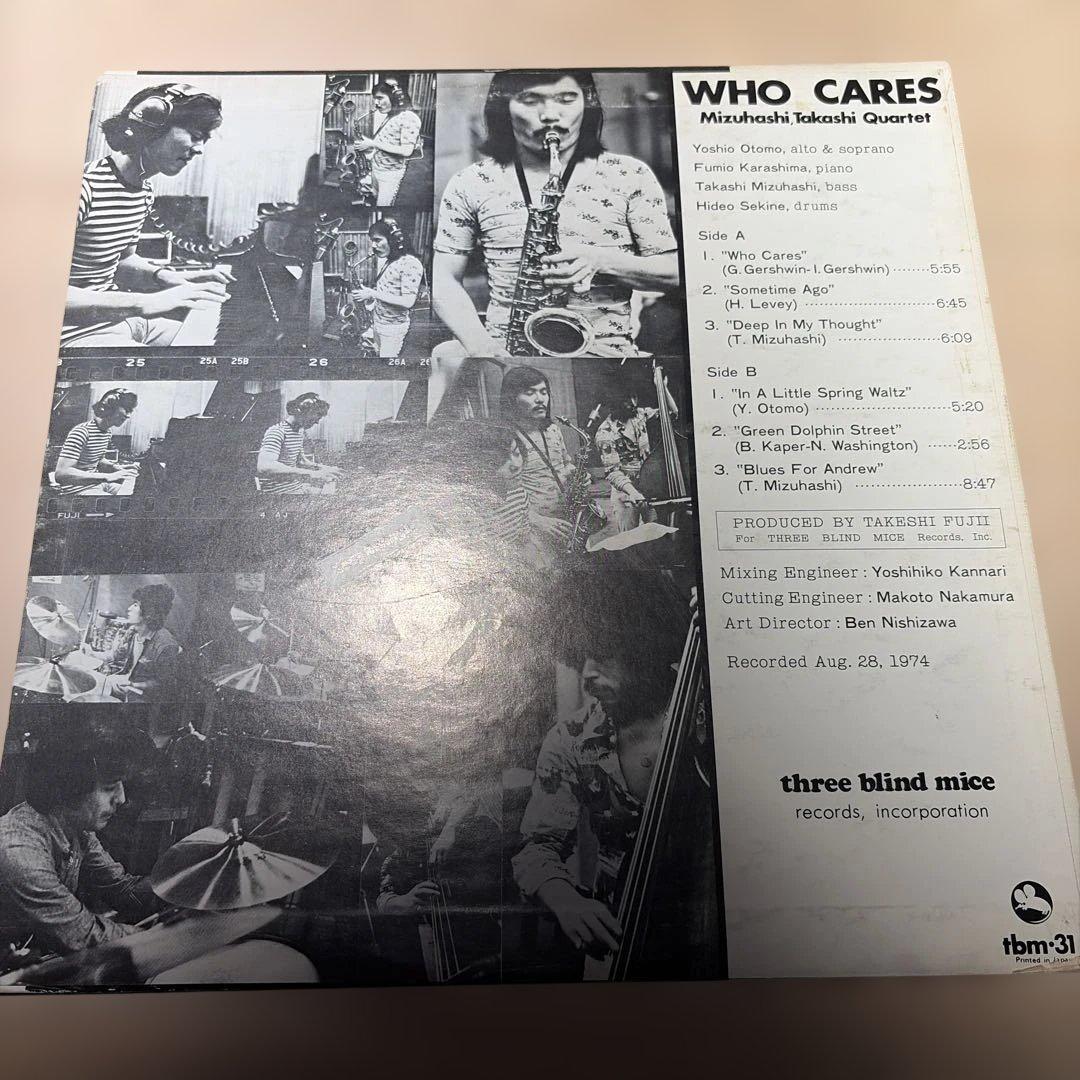 WHO CARES
Mizuhashi, Takashi Quartet
Yoshio Otomo, alto & soprano
Fumio Karashima, piano
Takashi Mizuhashi, bass
Hideo Sekine, drums
Side A
1. "Who Cares"
(G. Gershwin-I. Gershwin) ········5:55
2. "Sometime Ago"
(H. Levey) ························6:45
3. "Deep In My Thought"
(T. Mizuhashi) ···················6:09
Side B
1. "In A Little Spring Waltz"
(Y. Otomo) ·························5:20
2. "Green Dolphin Street"
(B. Kaper-N. Washington) ······2:56
3. "Blues For Andrew"
(T. Mizuhashi) ····················8:47
PRODUCED BY TAKESHI FUJII
For THREE BLIND MICE Records, Inc.
Mixing Engineer : Yoshihiko Kannari
Cutting Engineer : Makoto Nakamura
Art Director : Ben Nishizawa
Recorded Aug. 28, 1974
three blind mice
records, incorporation
tbm·31
Printed in Japan
25 25A 25B 26 26A 26
FUJI 4 AJ